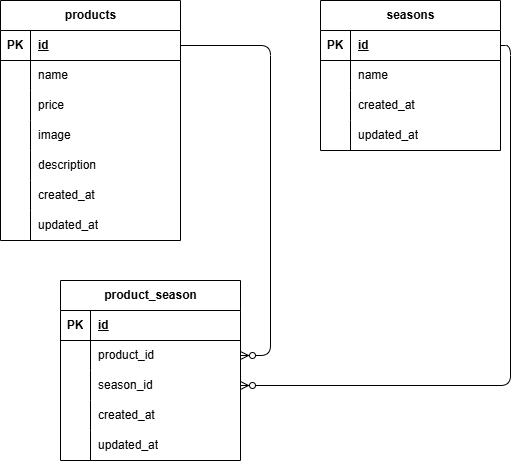 products
PK id
name
price
image
description
created_at
updated_at
seasons
PK id
name
created_at
updated_at
product_season
PK id
product_id
season_id
created_at
updated_at